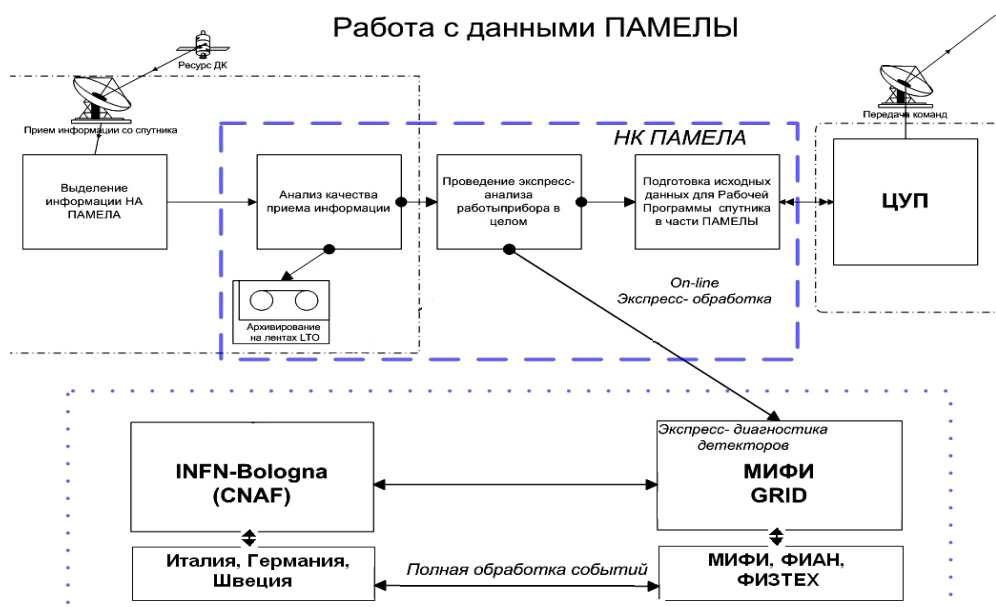 Работа с данными ПАМЕЛЫ
Ресурс ДК
Прием информации со спутника
Передача команд
НК ПАМЕЛА
Выделение
информации НА
ПАМЕЛА
Анализ качества
приема информации
Проведение экспресс-
анализа
работыприбора в
целом
Подготовка исходных
данных для Рабочей
Программы спутника
в части ПАМЕЛЫ
ЦУП
Архивирование
на лентах LTO
On-line
Экспресс- обработка
Экспресс- диагностика
детекторов
INFN-Bologna
(CNAF)
МИФИ
GRID
Италия, Германия,
Швеция
Полная обработка событий
МИФИ, ФИАН,
ФИЗТЕХ